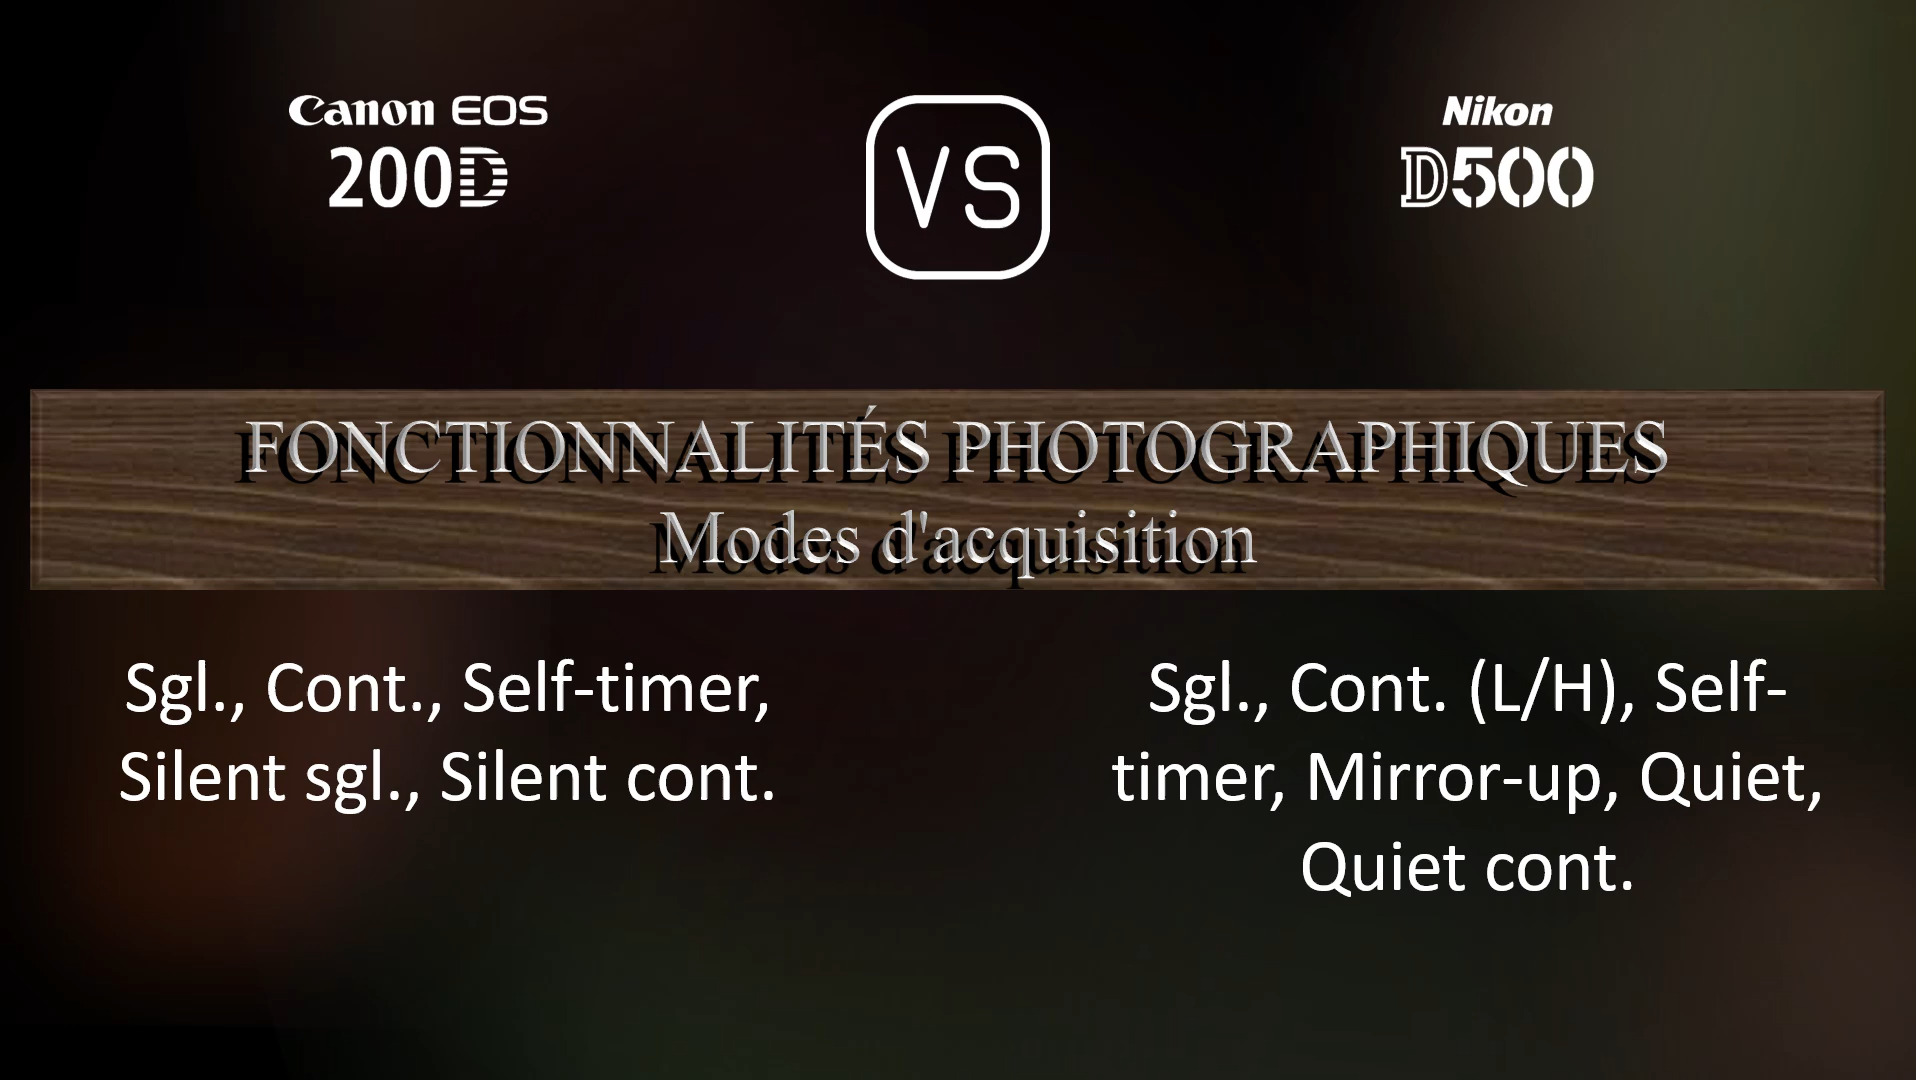 Canon EOS
200D
VS
Nikon
D500
FONCTIONNALITÉS PHOTOGRAPHIQUES
Modes d'acquisition
Sgl., Cont., Self-timer,
Silent sgl., Silent cont.
Sgl., Cont. (L/H), Self-
timer, Mirror-up, Quiet,
Quiet cont.